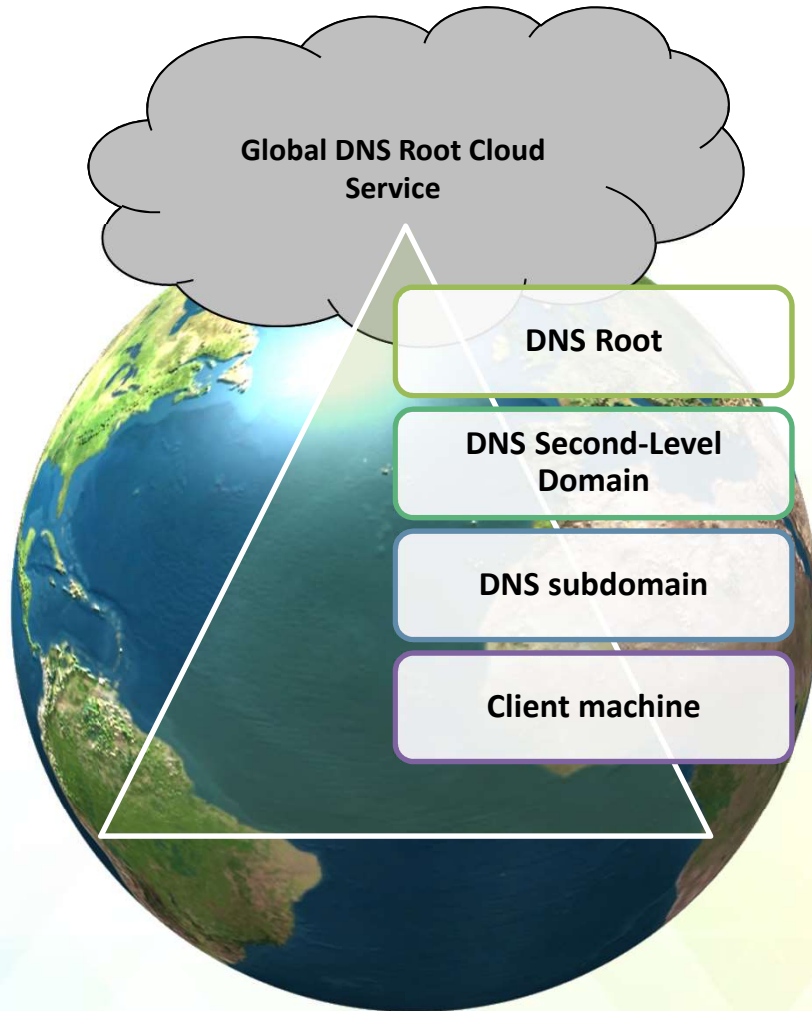 Global DNS Root Cloud
Service
DNS Root
DNS Second-Level
Domain
DNS subdomain
Client machine